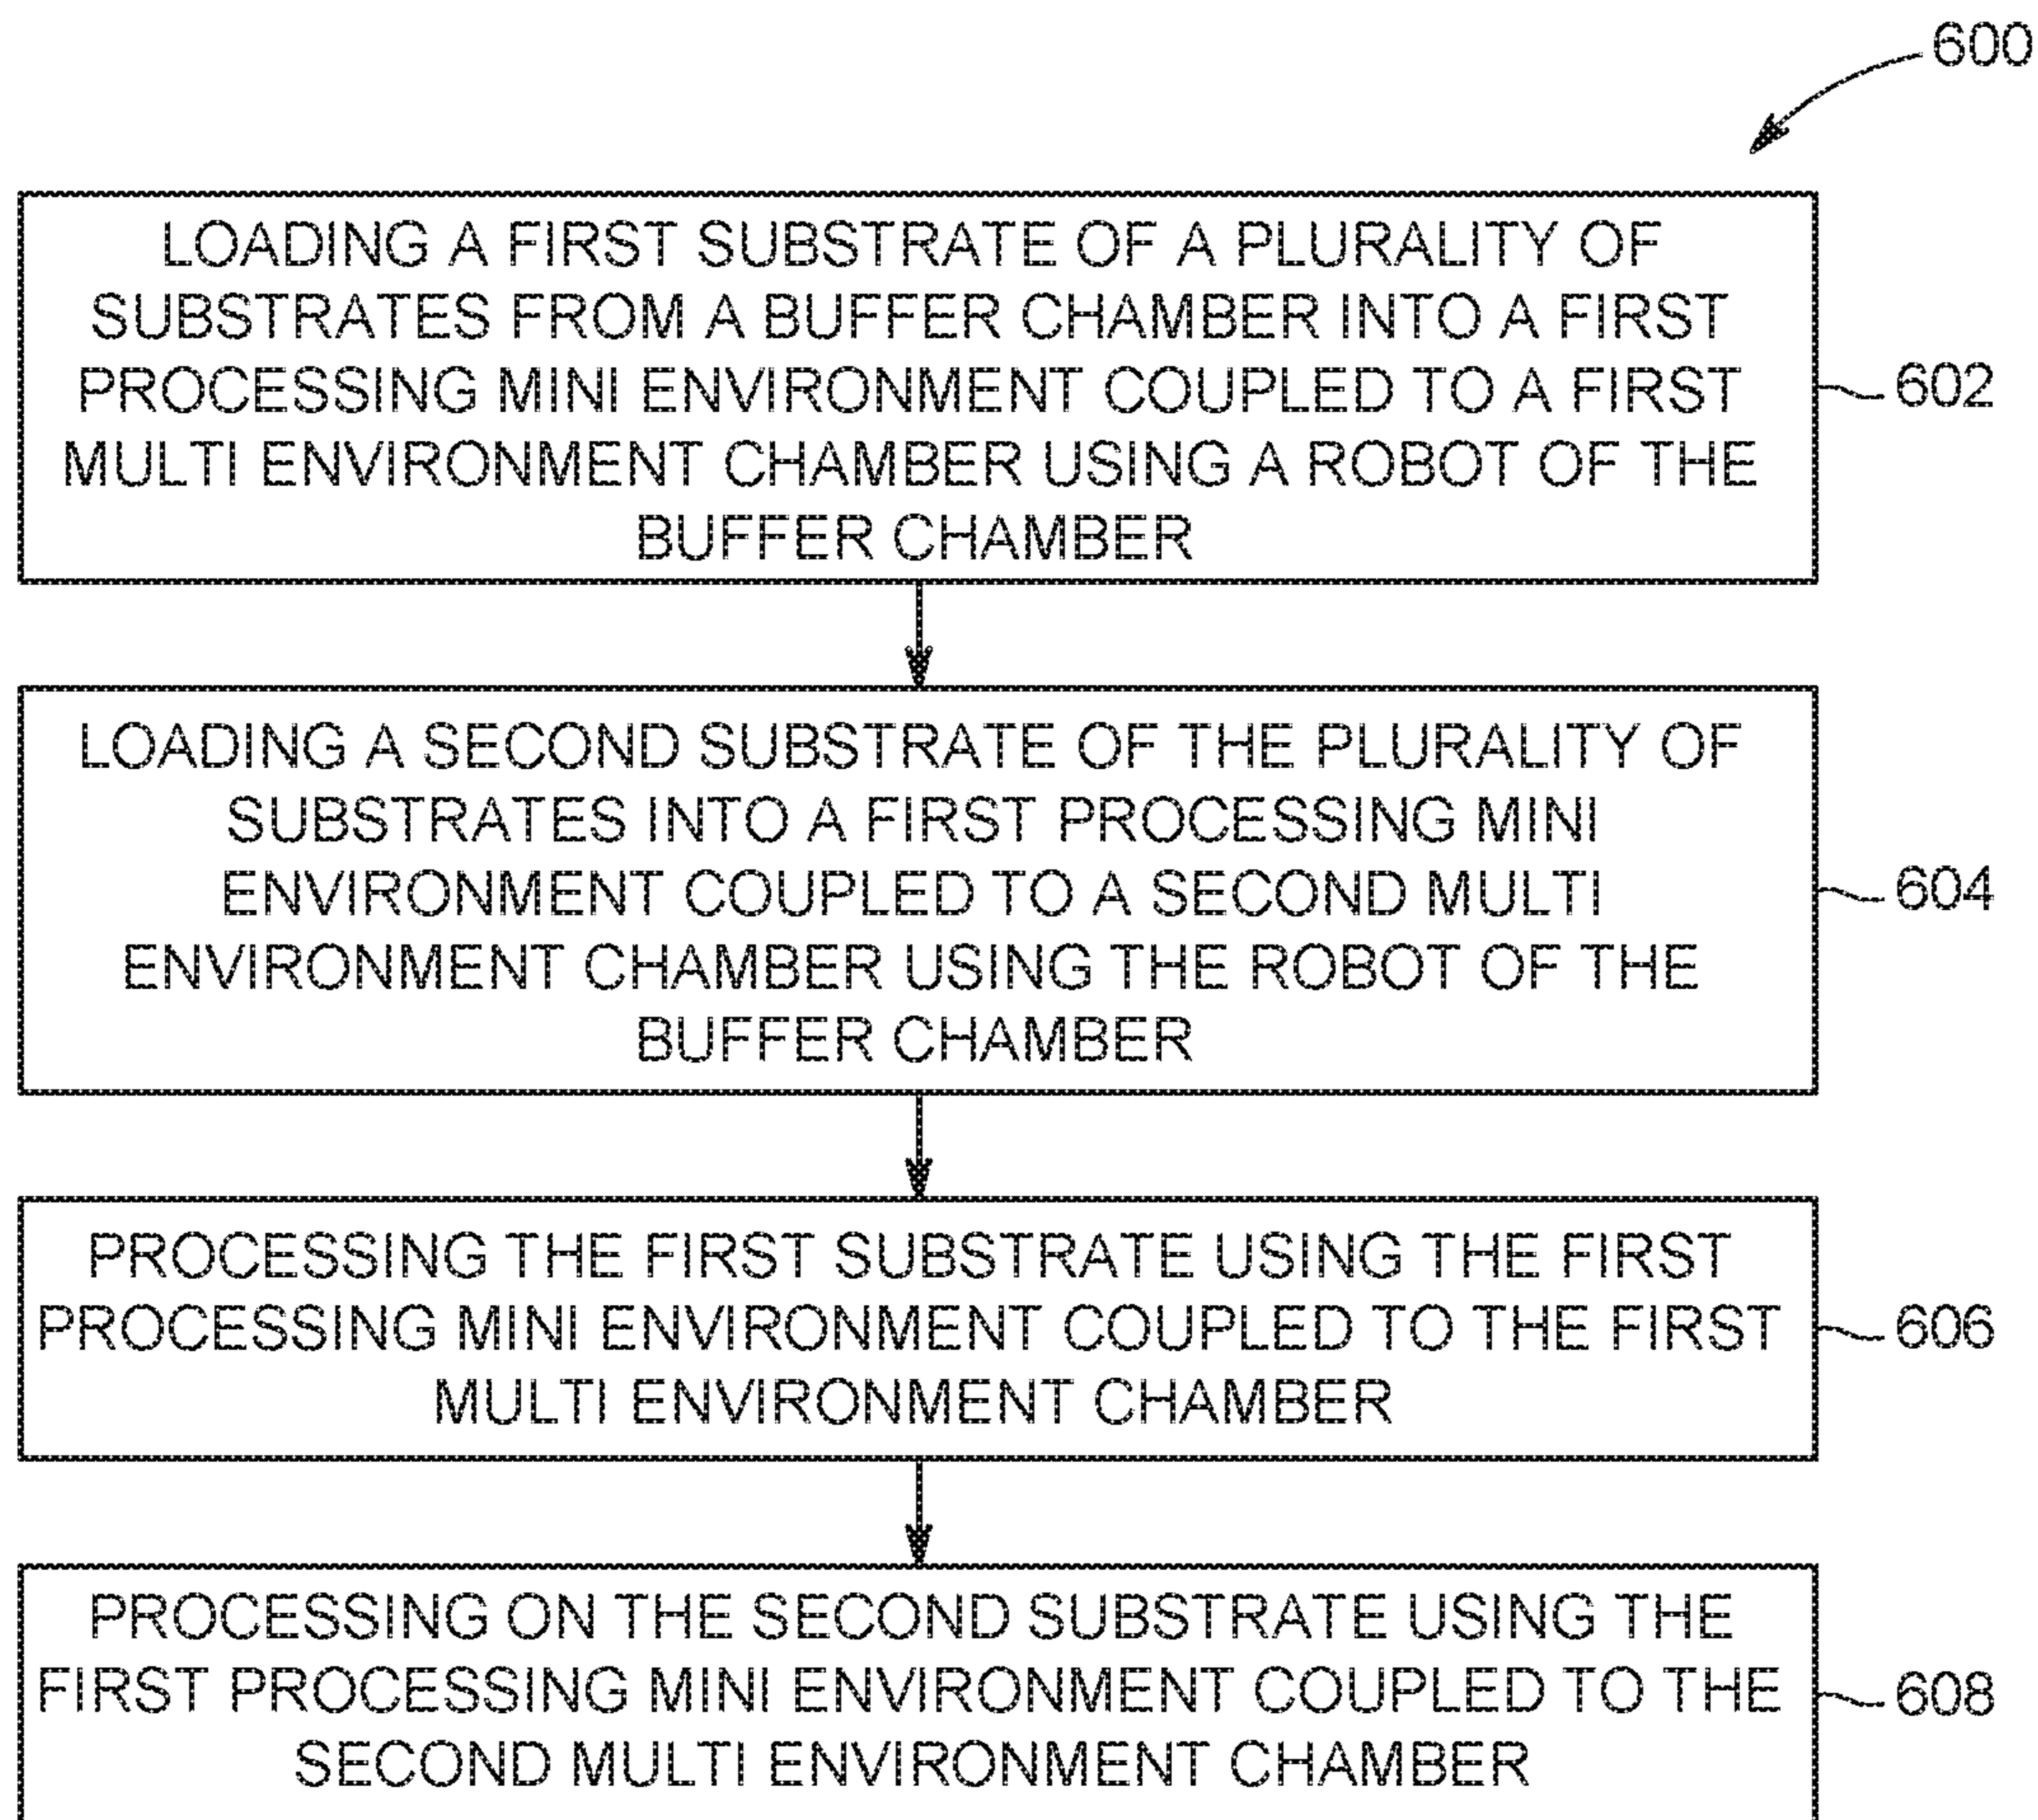 600
LOADING A FIRST SUBSTRATE OF A PLURALITY OF
SUBSTRATES FROM A BUFFER CHAMBER INTO A FIRST
PROCESSING MINI ENVIRONMENT COUPLED TO A FIRST
MULTI ENVIRONMENT CHAMBER USING A ROBOT OF THE
BUFFER CHAMBER
602
LOADING A SECOND SUBSTRATE OF THE PLURALITY OF
SUBSTRATES INTO A FIRST PROCESSING MINI
ENVIRONMENT COUPLED TO A SECOND MULTI
ENVIRONMENT CHAMBER USING THE ROBOT OF THE
BUFFER CHAMBER
604
PROCESSING THE FIRST SUBSTRATE USING THE FIRST
PROCESSING MINI ENVIRONMENT COUPLED TO THE FIRST
MULTI ENVIRONMENT CHAMBER
606
PROCESSING ON THE SECOND SUBSTRATE USING THE
FIRST PROCESSING MINI ENVIRONMENT COUPLED TO THE
SECOND MULTI ENVIRONMENT CHAMBER
608